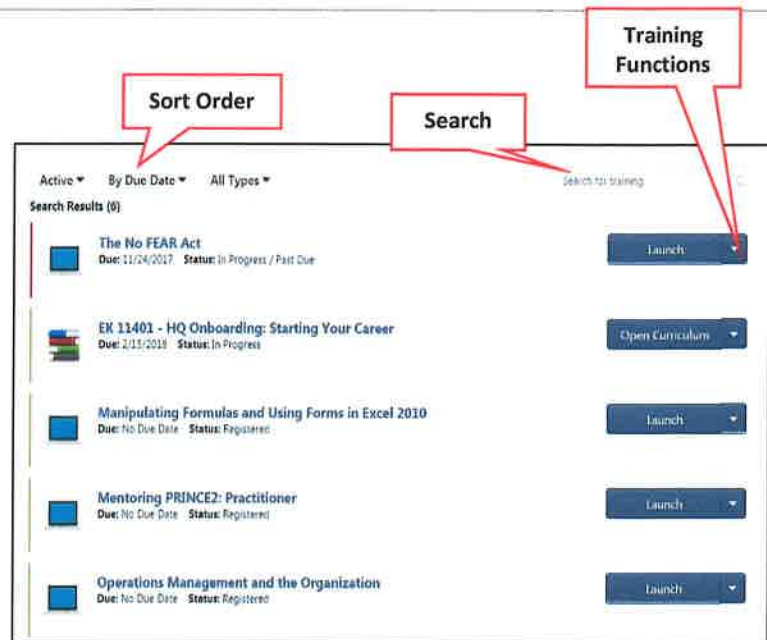 Training
Functions
Sort Order
Search
Active By Due Date All Types Search for training
Search Results (6)
The No FEAR Act
Due: 11/24/2017 Status: In Progress / Past Due
Launch
EK 11401 - HQ Onboarding: Starting Your Career
Due: 2/15/2018 Status: In Progress
Open Curriculum
Manipulating Formulas and Using Forms in Excel 2010
Due: No Due Date Status: Registered
Launch
Mentoring PRINCE2: Practitioner
Due: No Due Date Status: Registered
Launch
Operations Management and the Organization
Due: No Due Date Status: Registered
Launch